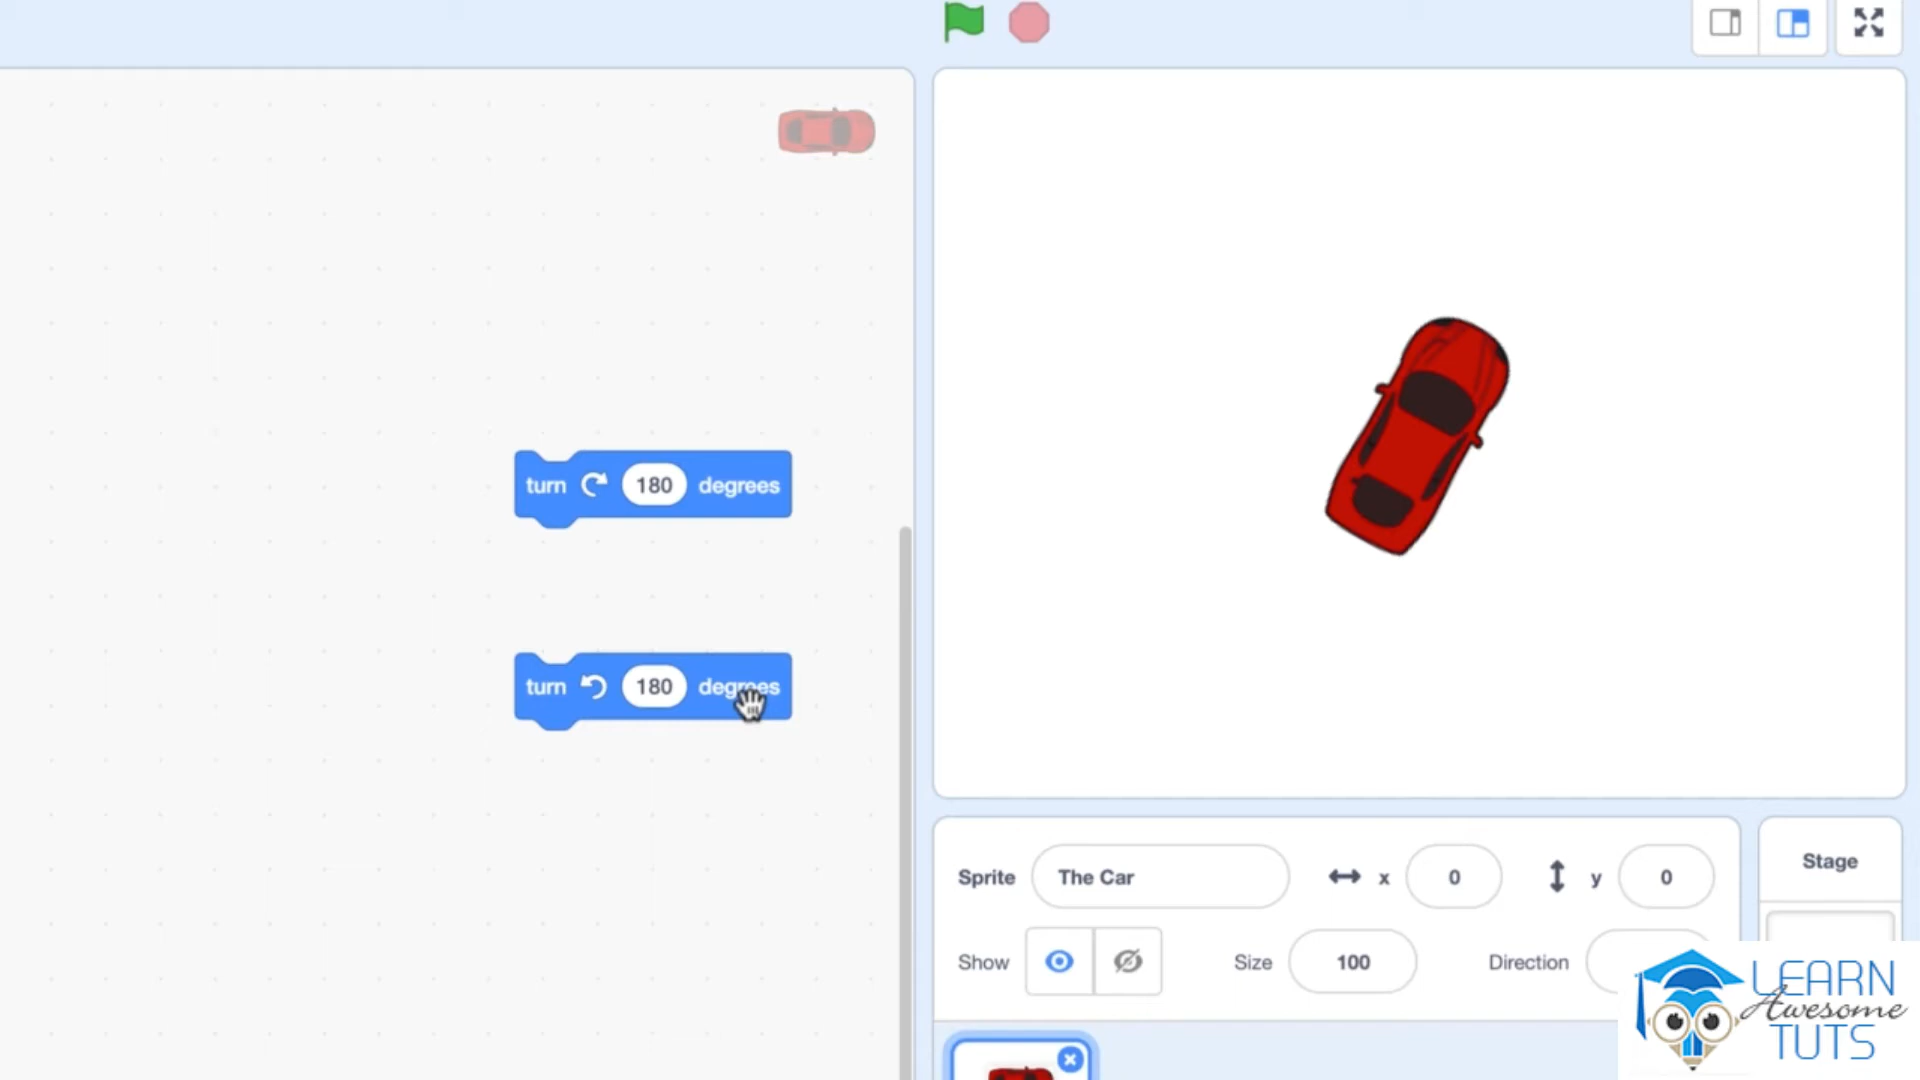 turn 180 degrees
turn 180 degrees
Sprite The Car x 0 y 0
Show Size 100 Direction
Stage
LEARN
Awesome
TUTS